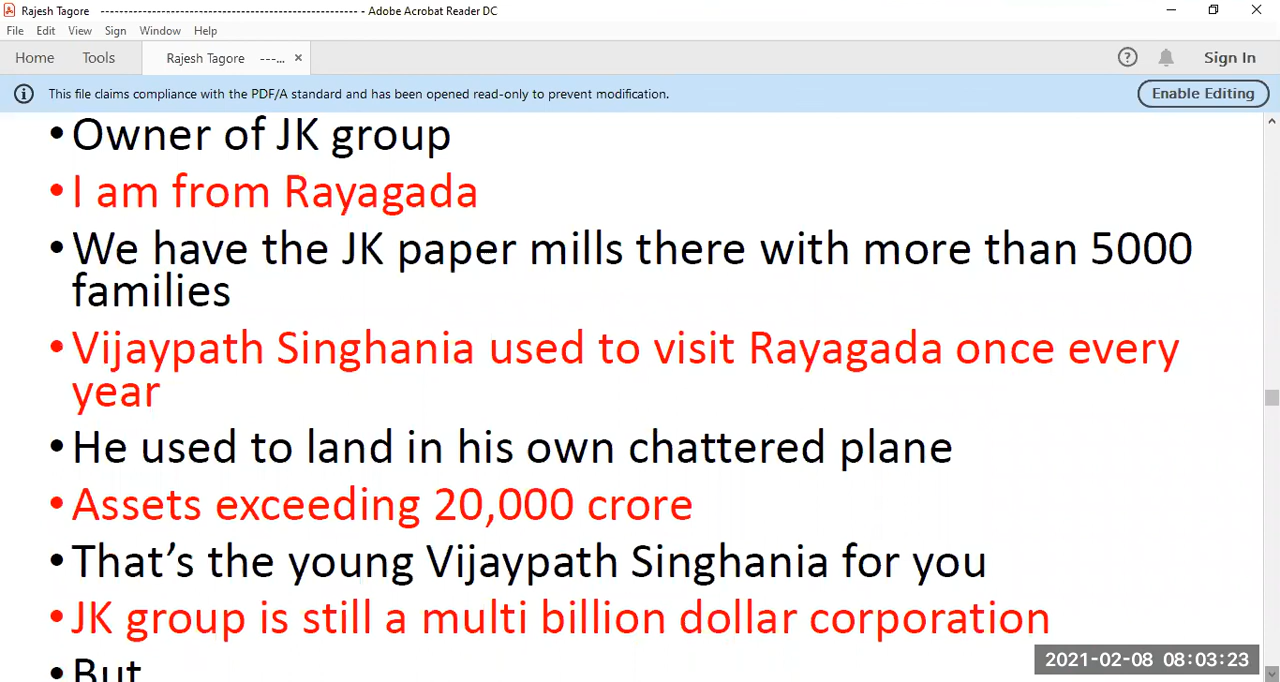 Rajesh Tagore ------------------------------------------------ - Adobe Acrobat Reader DC
File Edit View Sign Window Help
Home Tools Rajesh Tagore ---... × ? Sign In
This file claims compliance with the PDF/A standard and has been opened read-only to prevent modification. Enable Editing
•Owner of JK group
•I am from Rayagada
•We have the JK paper mills there with more than 5000
families
•Vijaypath Singhania used to visit Rayagada once every
year
•He used to land in his own chattered plane
•Assets exceeding 20,000 crore
•That’s the young Vijaypath Singhania for you
•JK group is still a multi billion dollar corporation
•But
2021-02-08 08:03:23